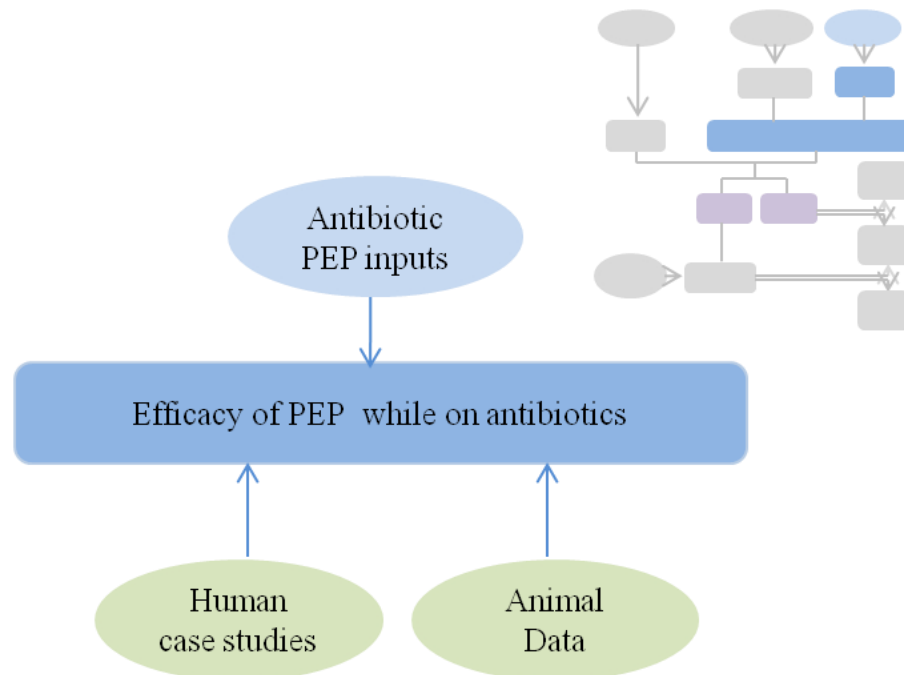 Antibiotic
PEP inputs
Efficacy of PEP while on antibiotics
Human
case studies
Animal
Data